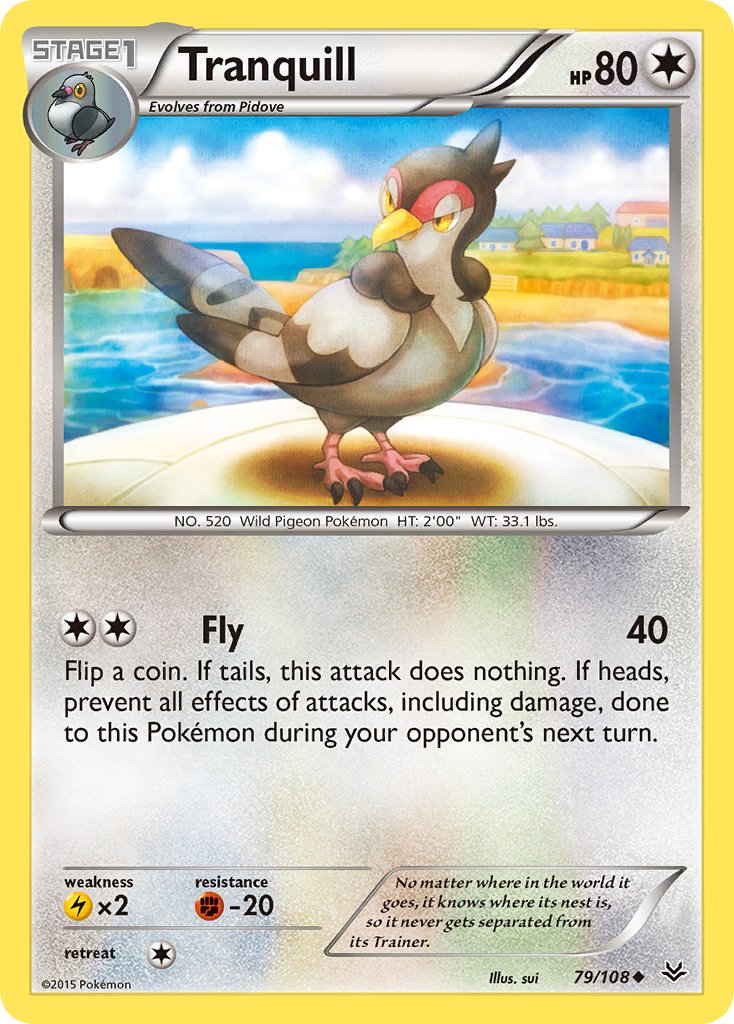 STAGE1
Tranquill
HP80
Evolves from Pidove
NO. 520 Wild Pigeon Pokémon HT: 2'00" WT: 33.1 lbs.
Fly 40
Flip a coin. If tails, this attack does nothing. If heads,
prevent all effects of attacks, including damage, done
to this Pokémon during your opponent's next turn.
weakness
×2
resistance
-20
retreat
No matter where in the world it
goes, it knows where its nest is,
so it never gets separated from
its Trainer.
©2015 Pokémon
Illus. sui
79/108